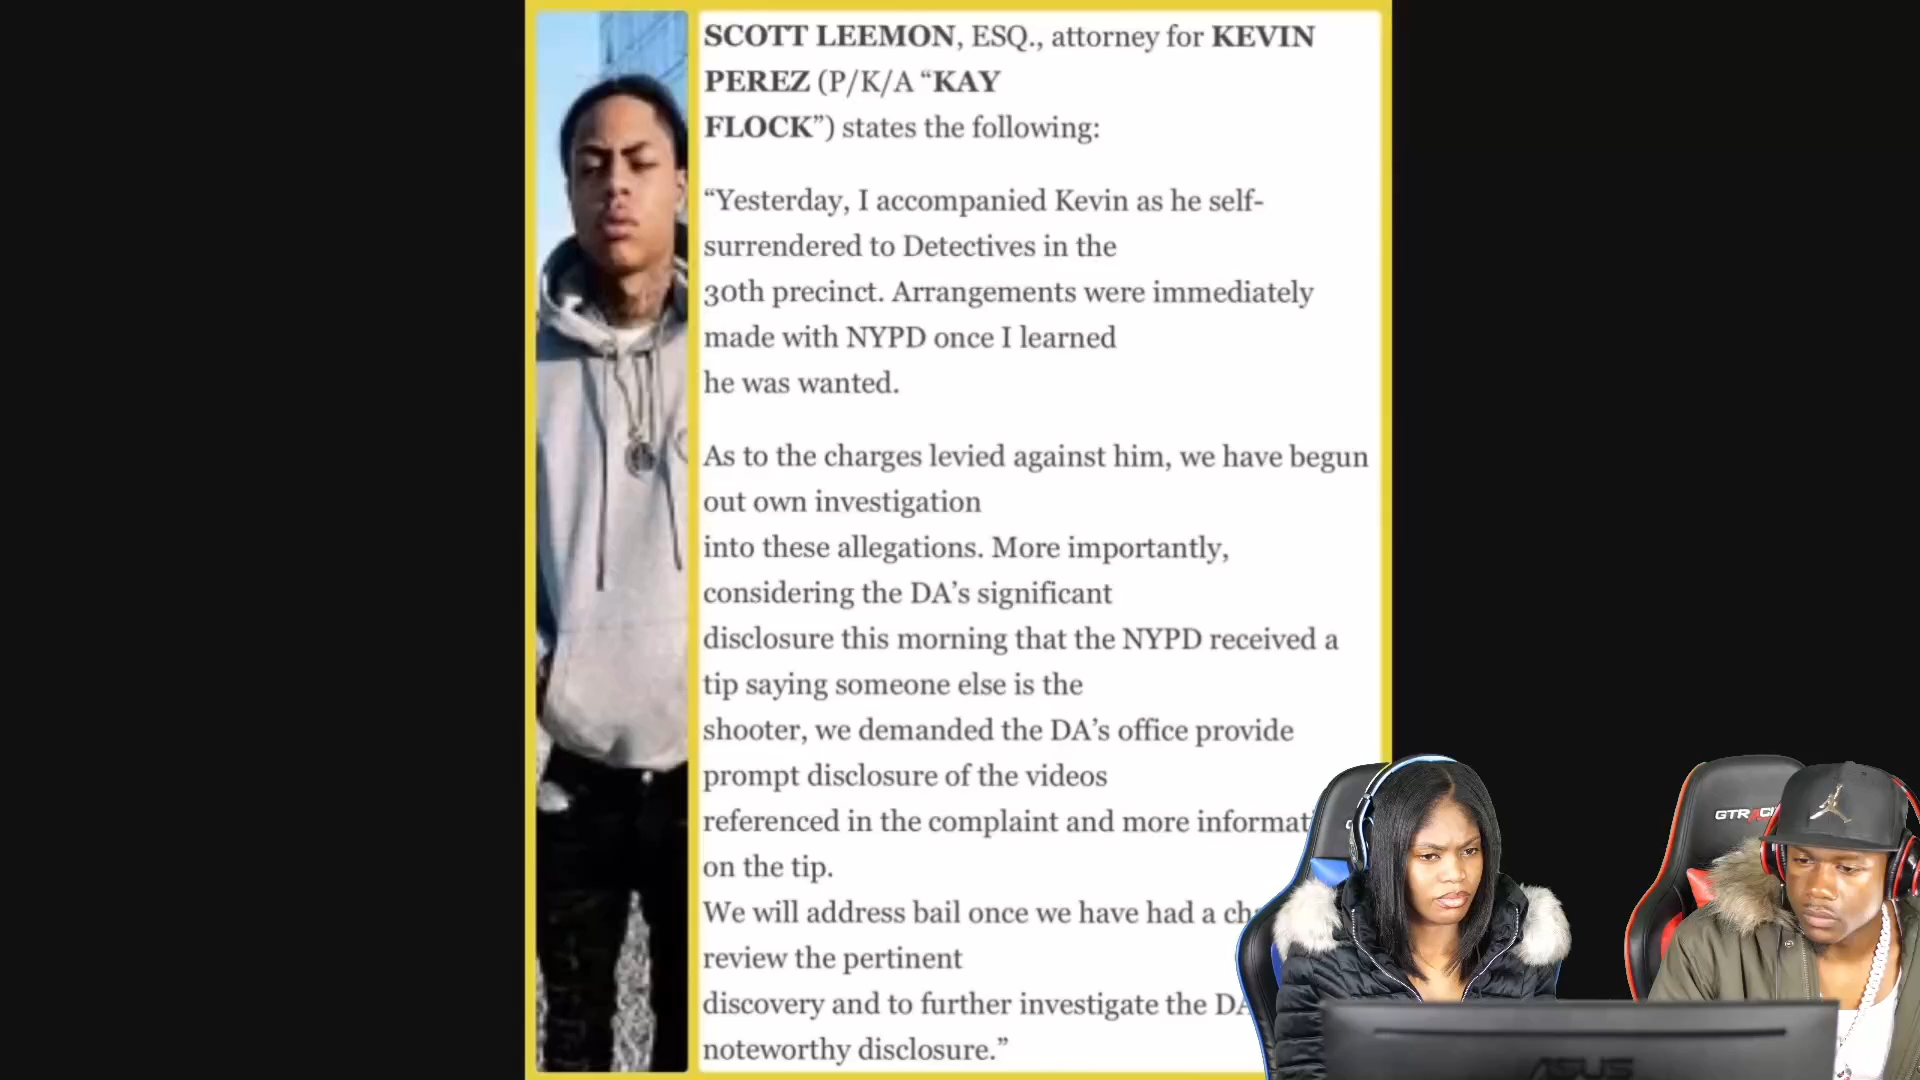 SCOTT LEEMON, ESQ., attorney for KEVIN
PEREZ (P/K/A “KAY
FLOCK”) states the following:
“Yesterday, I accompanied Kevin as he self-
surrendered to Detectives in the
30th precinct. Arrangements were immediately
made with NYPD once I learned
he was wanted.
As to the charges levied against him, we have begun
out own investigation
into these allegations. More importantly,
considering the DA’s significant
disclosure this morning that the NYPD received a
tip saying someone else is the
shooter, we demanded the DA’s office provide
prompt disclosure of the videos
referenced in the complaint and more informati
on the tip.
We will address bail once we have had a ch
review the pertinent
discovery and to further investigate the DA
noteworthy disclosure.”
GTRACI
ASUS